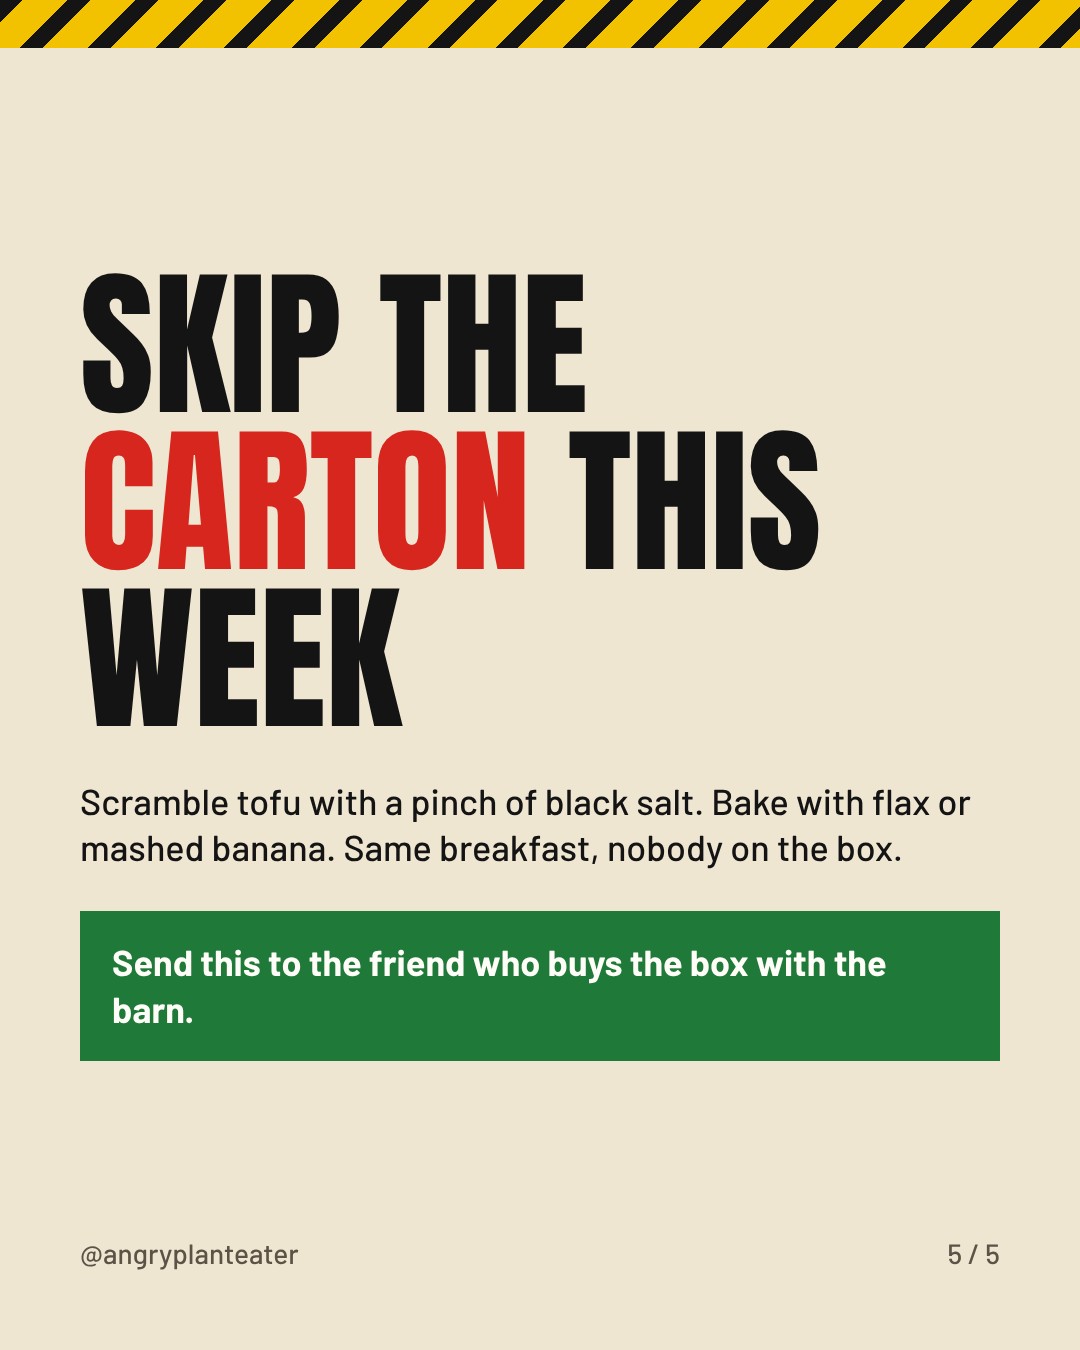 SKIP THE
CARTON THIS
WEEK
Scramble tofu with a pinch of black salt. Bake with flax or
mashed banana. Same breakfast, nobody on the box.
Send this to the friend who buys the box with the
barn.
@angryplanteater
5 / 5